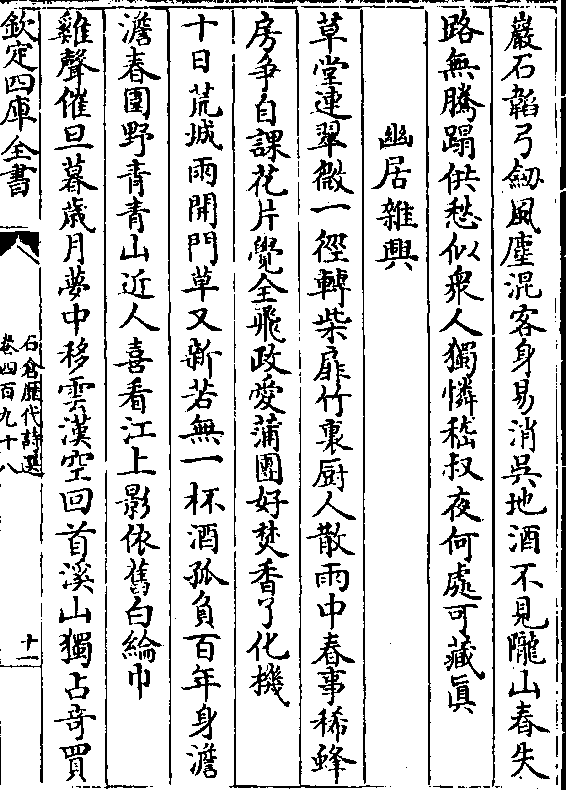 巖石韜弓劒風塵混客身易消吳地酒不見隴山春失
路無騰蹋供愁似衆人獨憐嵇叔夜何處可藏眞
幽居雜興
草堂連翠微一徑轉柴扉竹裏厨人散雨中春事稀蜂
房爭自課花片覺全飛政愛蒲團好焚香了化機
十日荒城雨開門草又新若無一杯酒孤負百年身澹
澹春圍野青青山近人喜看江上影依舊白綸巾
雞聲催旦暮歲月夢中移雲漢空回首溪山獨占奇買
欽定四庫全書
石倉歷代詩選
卷四百九十八
十一